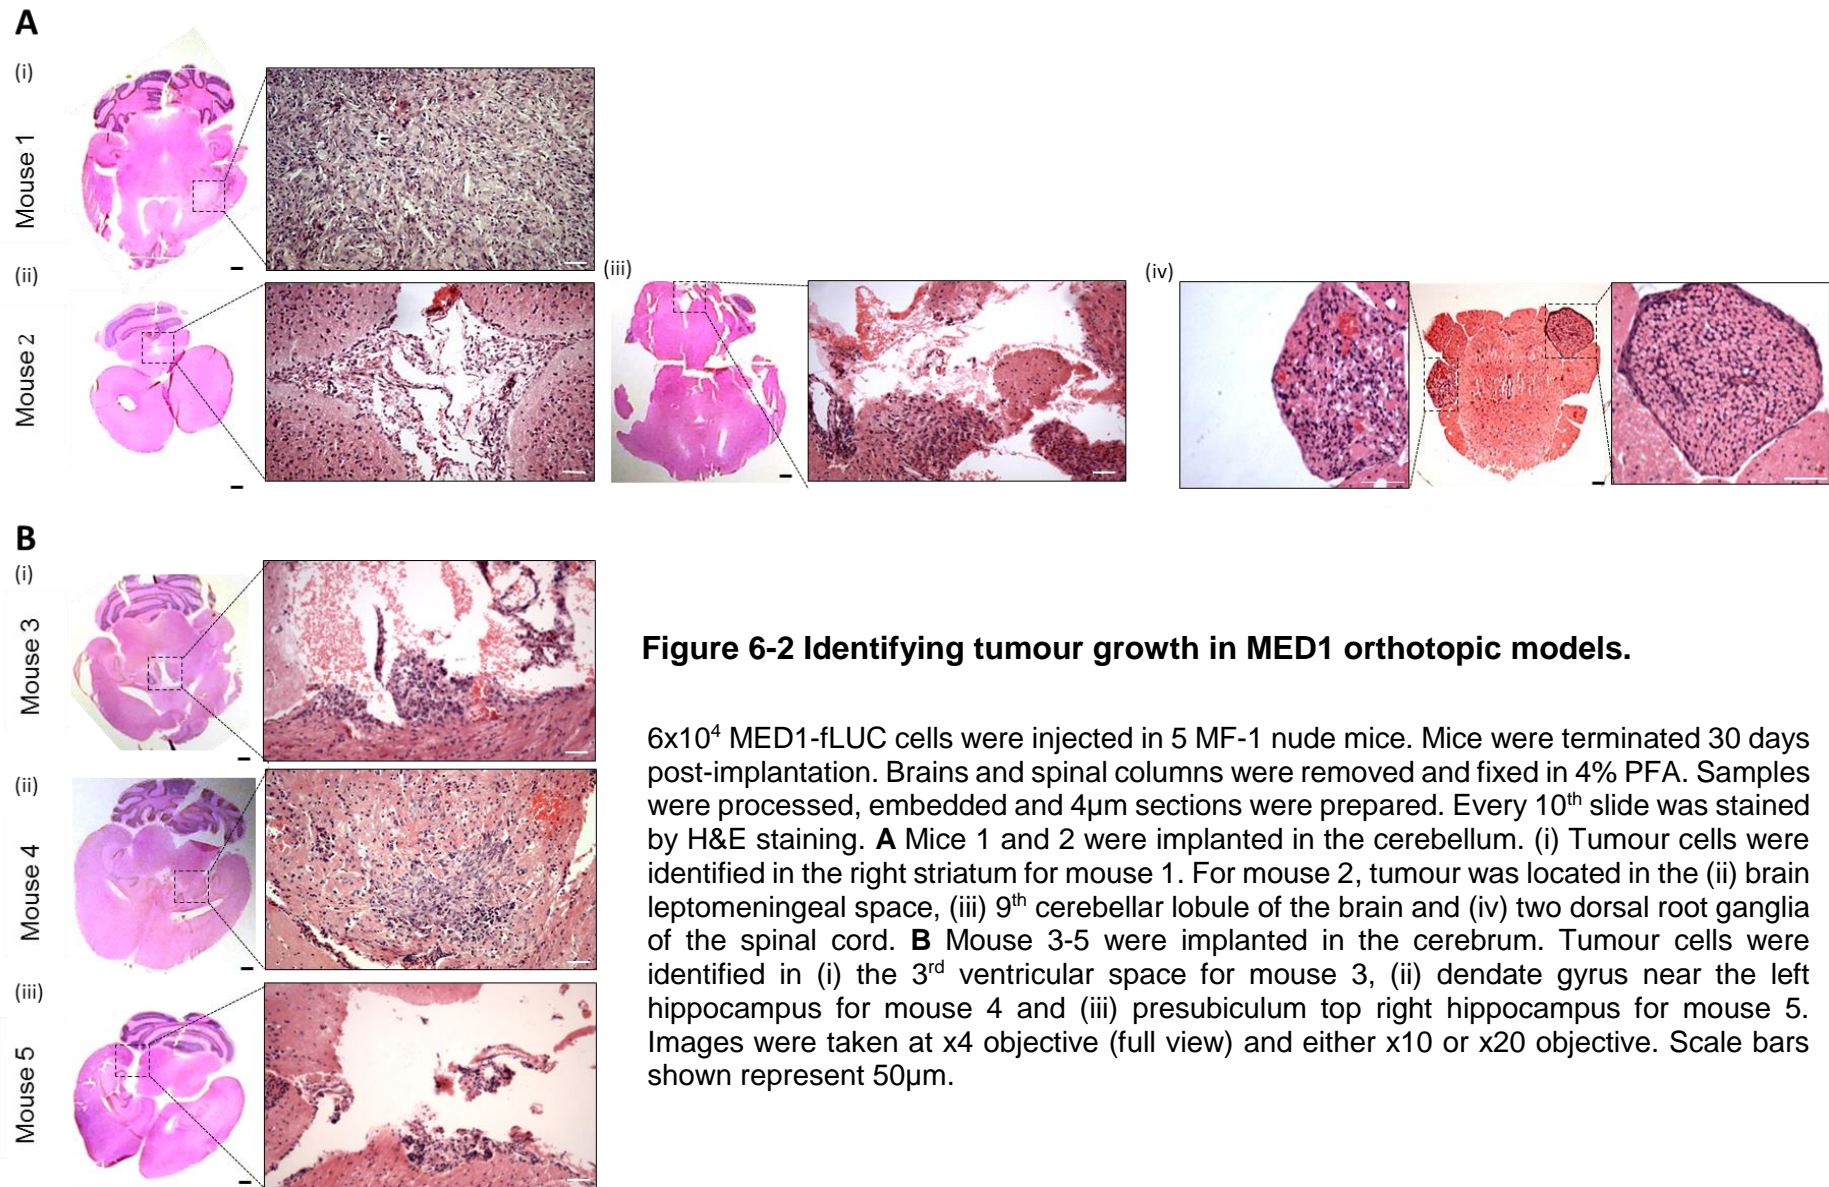 A
(i)
Mouse 1
(ii)
Mouse 2
(iii)
(iv)
B
(i)
Mouse 3
(ii)
Mouse 4
(iii)
Mouse 5
Figure 6-2 Identifying tumour growth in MED1 orthotopic models.
6x10⁴ MED1-fLUC cells were injected in 5 MF-1 nude mice. Mice were terminated 30 days
post-implantation. Brains and spinal columns were removed and fixed in 4% PFA. Samples
were processed, embedded and 4µm sections were prepared. Every 10ᵗʰ slide was stained
by H&E staining. A Mice 1 and 2 were implanted in the cerebellum. (i) Tumour cells were
identified in the right striatum for mouse 1. For mouse 2, tumour was located in the (ii) brain
leptomeningeal space, (iii) 9ᵗʰ cerebellar lobule of the brain and (iv) two dorsal root ganglia
of the spinal cord. B Mouse 3-5 were implanted in the cerebrum. Tumour cells were
identified in (i) the 3ʳᵈ ventricular space for mouse 3, (ii) dendate gyrus near the left
hippocampus for mouse 4 and (iii) presubiculum top right hippocampus for mouse 5.
Images were taken at x4 objective (full view) and either x10 or x20 objective. Scale bars
shown represent 50µm.